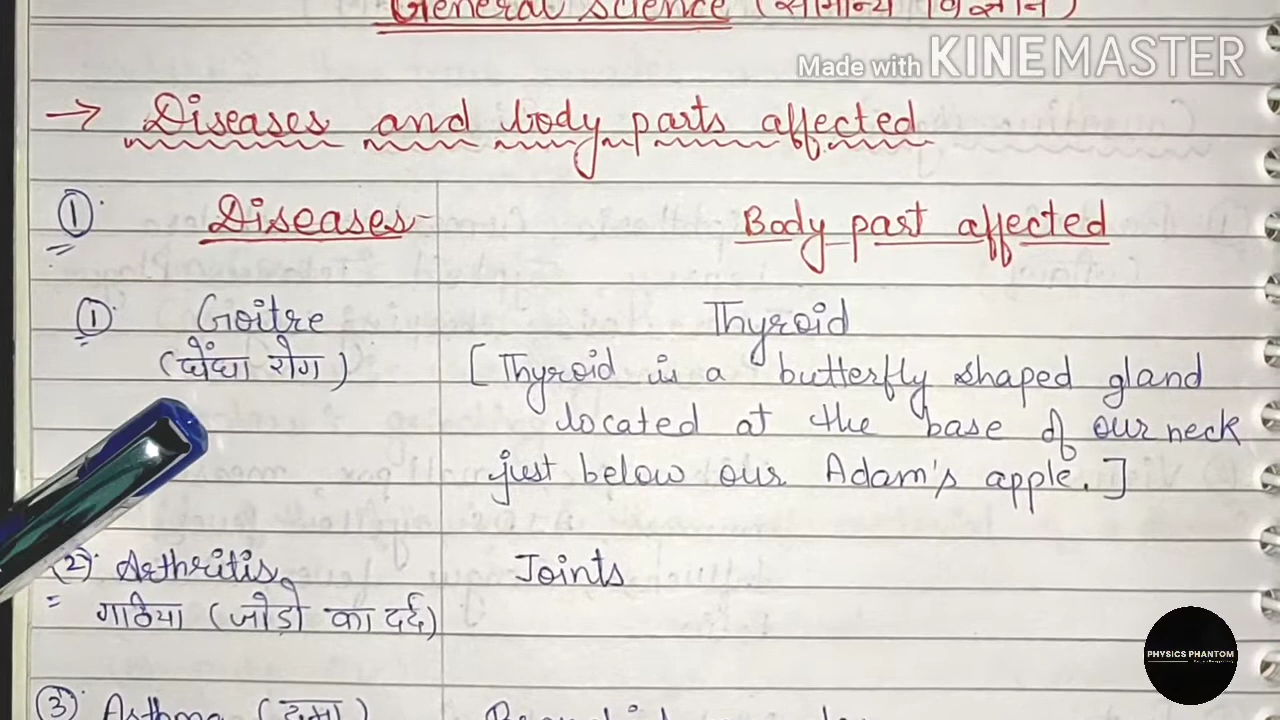 General Science (सामान्य विज्ञान)
Made with KINEMASTER
→ Diseases and body parts affected
① Diseases Body part affected
① Goitre Thyroid
(घेंघा रोग) [Thyroid is a butterfly shaped gland
located at the base of our neck
just below our Adam's apple.]
(2) Arthritis Joints
गठिया (जोड़ो का दर्द)
(3) Asthma (दमा)
PHYSICS PHANTOM